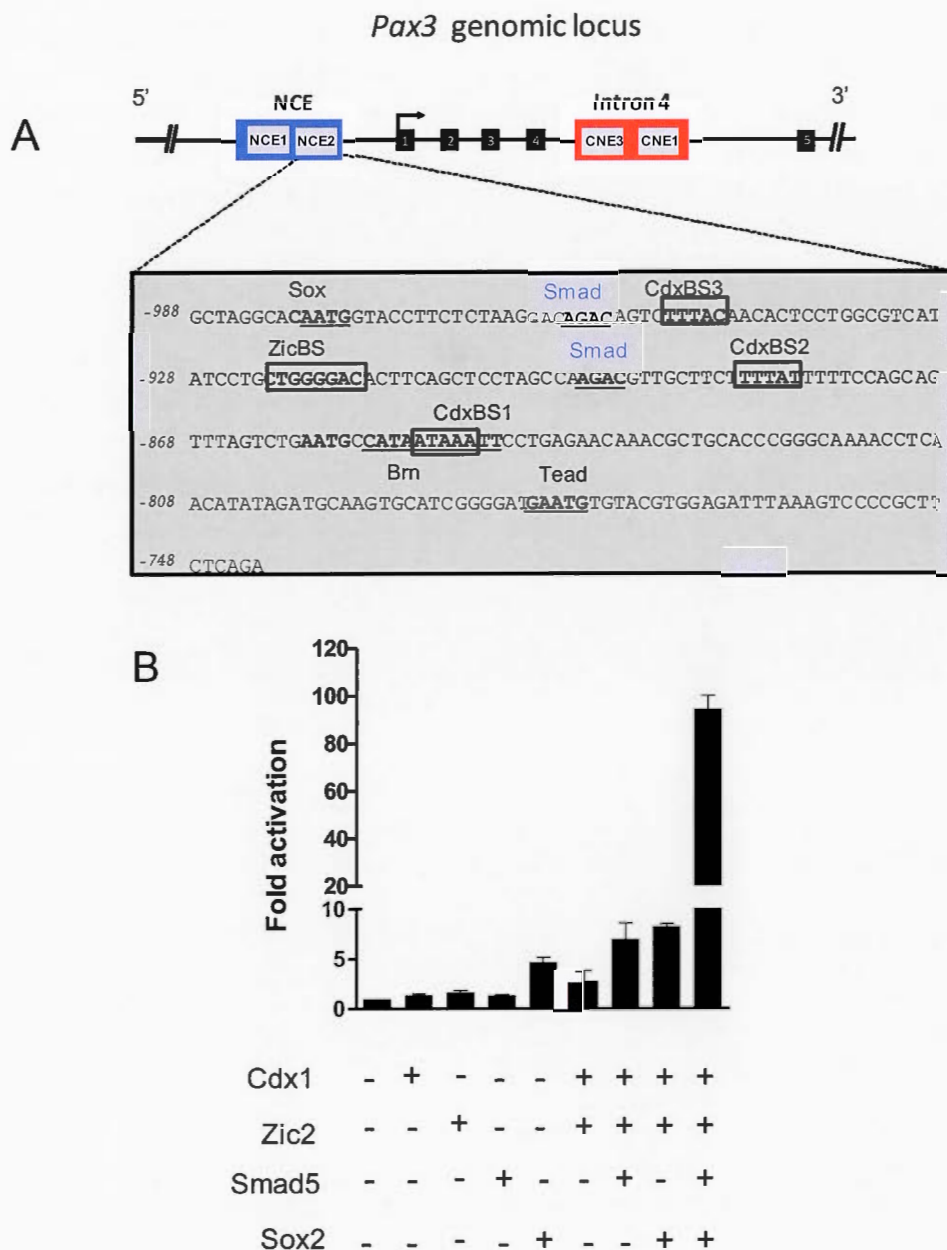 Pax3 genomic locus
A
5'
NCE
Intron 4
3'
NCE1
NCE2
1
2
3
4
CNE3
CNE1
5
Sox
Smad
CdxBS3
-988 GCTAGGCACAATGGTACCTTCTCTAAGGACAGACAGTCTTTACAACACTCCTGGCGTCAT
ZicBS
Smad
CdxBS2
-928 ATCCTGCTGGGGACACTTCAGCTCCTAGCCAAGACGTTGCTTCTTTTATTTTTCCAGCAG
CdxBS1
-868 TTTAGTCTGAATGCCATAATAAATTCCTGAGAACAAACGCTGCACCCGGGCAAAACCTCA
Brn
Tead
-808 ACATATAGATGCAAGTGCATCGGGGATGAATGTGTACGTGGAGATTTAAAGTCCCCGCTT
-748 CTCAGA
B
Fold activation
120
100
80
60
40
20
10
5
0
Cdx1 - + - - - + + + +
Zic2 - - + - - + + + +
Smad5 - - - + - - + - +
Sox2 - - - - + - - + +